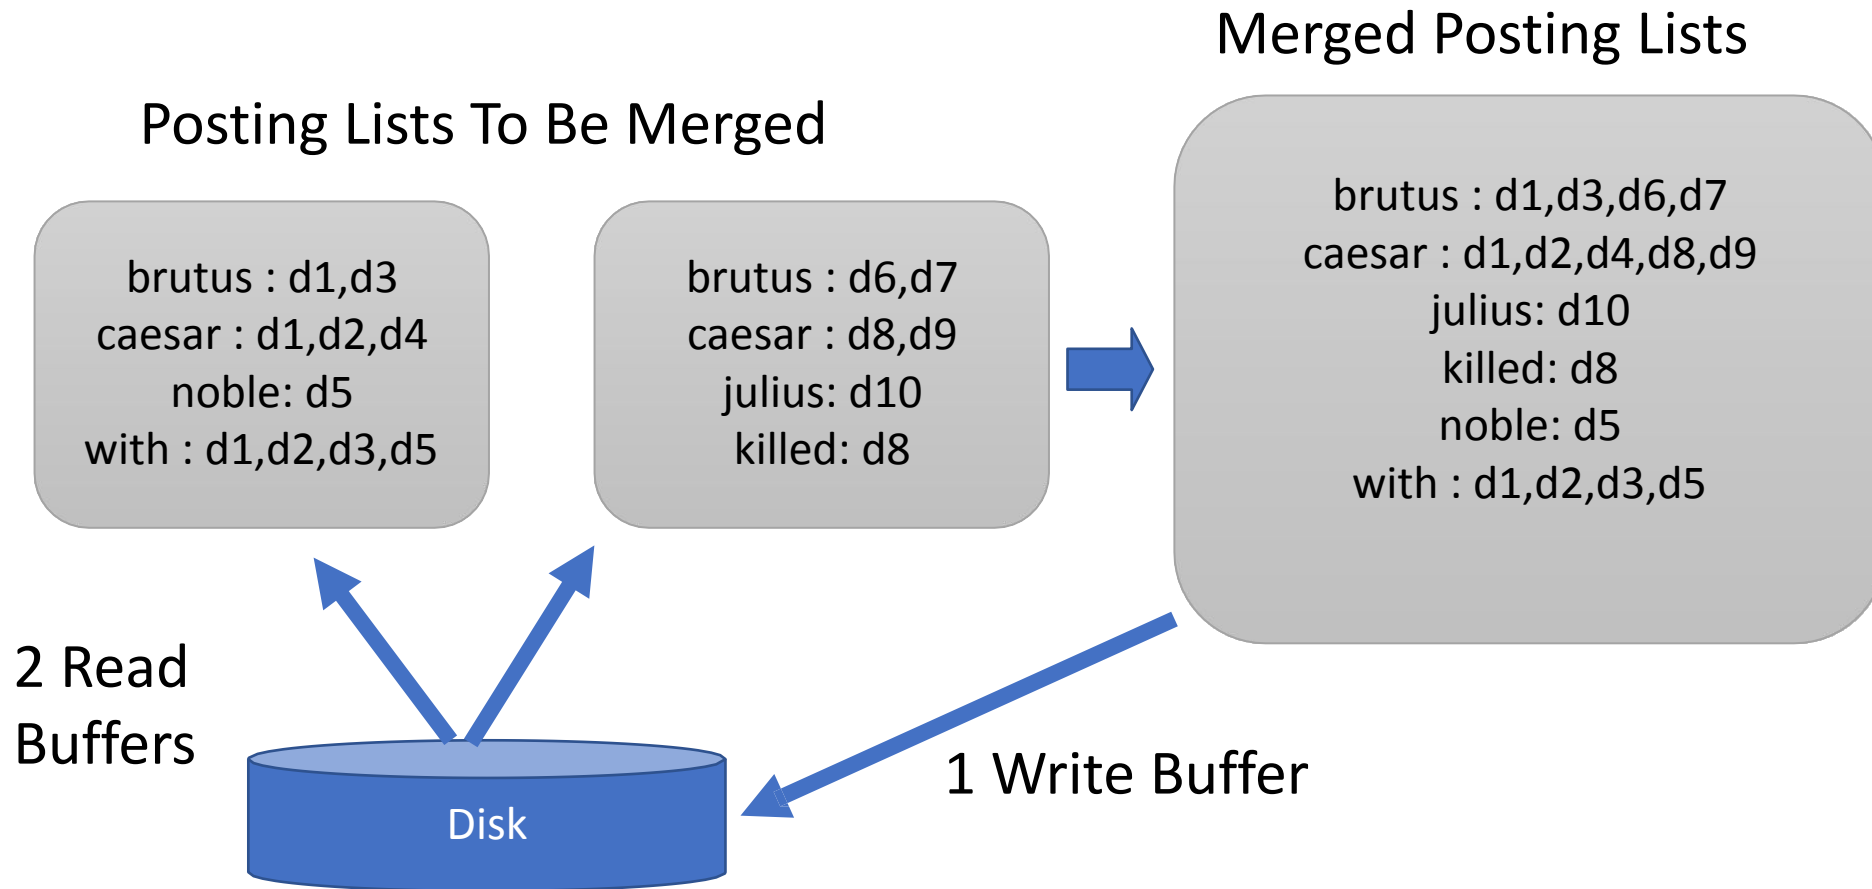 Merged Posting Lists
Posting Lists To Be Merged
brutus : d1,d3
caesar : d1,d2,d4
noble: d5
with : d1,d2,d3,d5
brutus : d6,d7
caesar : d8,d9
julius: d10
killed: d8
brutus : d1,d3,d6,d7
caesar : d1,d2,d4,d8,d9
julius: d10
killed: d8
noble: d5
with : d1,d2,d3,d5
2 Read
Buffers
1 Write Buffer
Disk